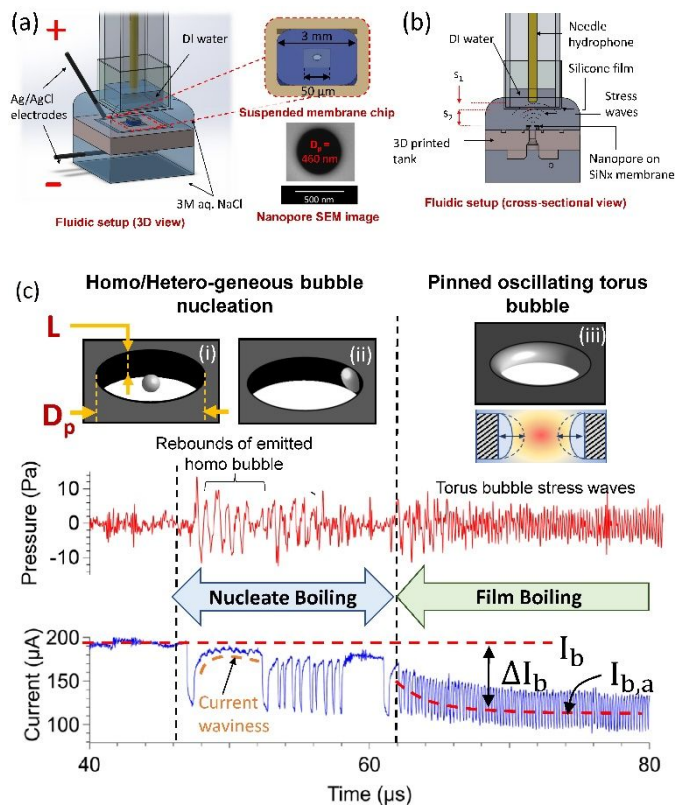 (a)
+
DI water
Ag/AgCl
electrodes
-
3M aq. NaCl
Fluidic setup (3D view)
3 mm
50 µm
Suspended membrane chip
Dp =
460 nm
500 nm
Nanopore SEM image
(b)
DI water
Needle
hydrophone
Silicone film
s1
s2
Stress
waves
3D printed
tank
Nanopore on
SiNx membrane
Fluidic setup (cross-sectional view)
(c)
Homo/Hetero-geneous bubble
nucleation
Pinned oscillating torus
bubble
L
Dp
(i)
(ii)
(iii)
Rebounds of emitted
homo bubble
Torus bubble stress waves
Pressure (Pa)
10
0
-10
Nucleate Boiling
Film Boiling
Current (µA)
200
150
100
Current
waviness
Ib
ΔIb
Ib,a
40
60
80
Time (µs)